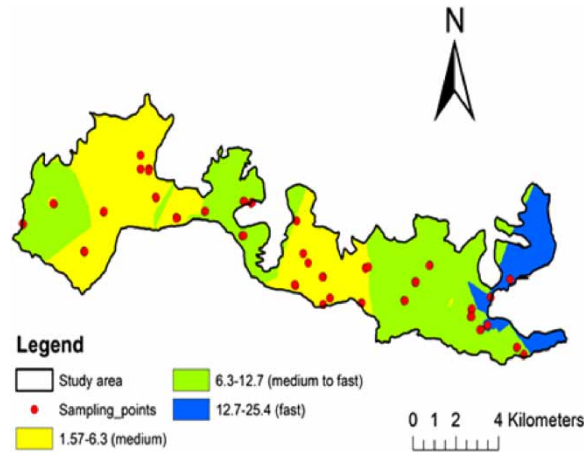 N
Legend
Study area
Sampling_points
1.57-6.3 (medium)
6.3-12.7 (medium to fast)
12.7-25.4 (fast)
0 1 2 4 Kilometers